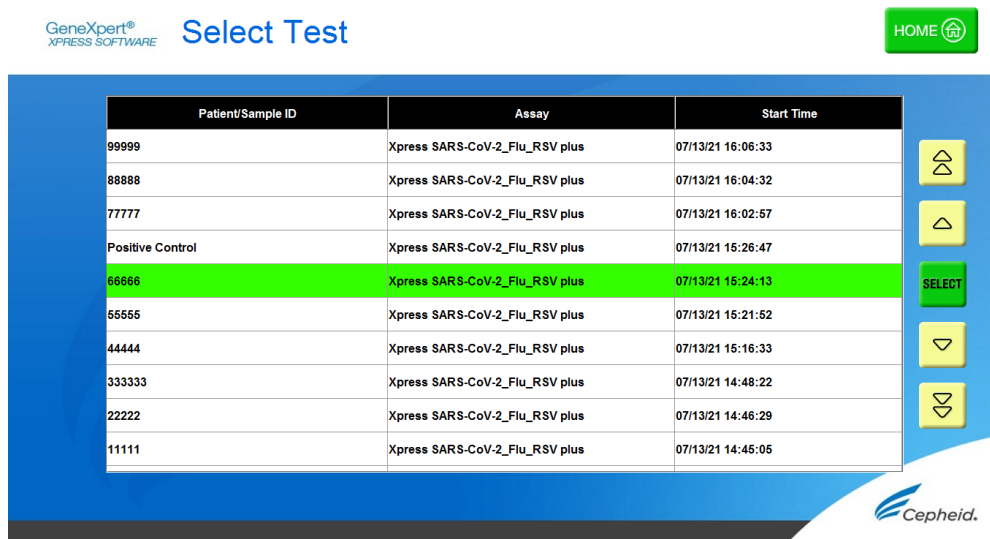 GeneXpert®
XPRESS SOFTWARE
Select Test
HOME
Patient/Sample ID Assay Start Time
99999 Xpress SARS-CoV-2_Flu_RSV plus 07/13/21 16:06:33
88888 Xpress SARS-CoV-2_Flu_RSV plus 07/13/21 16:04:32
77777 Xpress SARS-CoV-2_Flu_RSV plus 07/13/21 16:02:57
Positive Control Xpress SARS-CoV-2_Flu_RSV plus 07/13/21 15:26:47
66666 Xpress SARS-CoV-2_Flu_RSV plus 07/13/21 15:24:13
SELECT
55555 Xpress SARS-CoV-2_Flu_RSV plus 07/13/21 15:21:52
44444 Xpress SARS-CoV-2_Flu_RSV plus 07/13/21 15:16:33
333333 Xpress SARS-CoV-2_Flu_RSV plus 07/13/21 14:48:22
22222 Xpress SARS-CoV-2_Flu_RSV plus 07/13/21 14:46:29
11111 Xpress SARS-CoV-2_Flu_RSV plus 07/13/21 14:45:05
Cepheid.